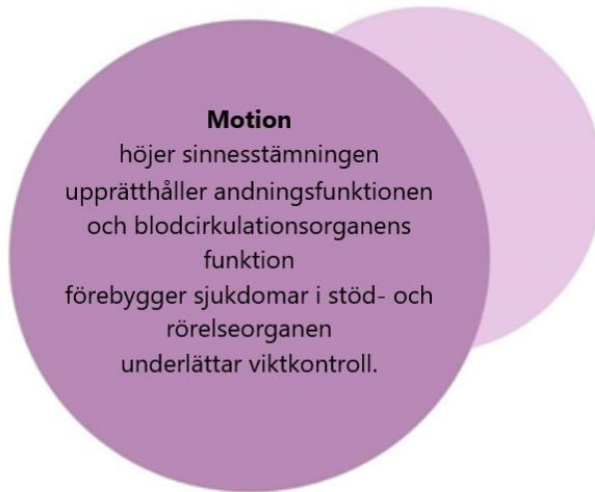 Motion
höjer sinnesstämningen
upprätthåller andningsfunktionen
och blodcirkulationsorganens
funktion
förebygger sjukdomar i stöd- och
rörelseorganen
underlättar viktkontroll.